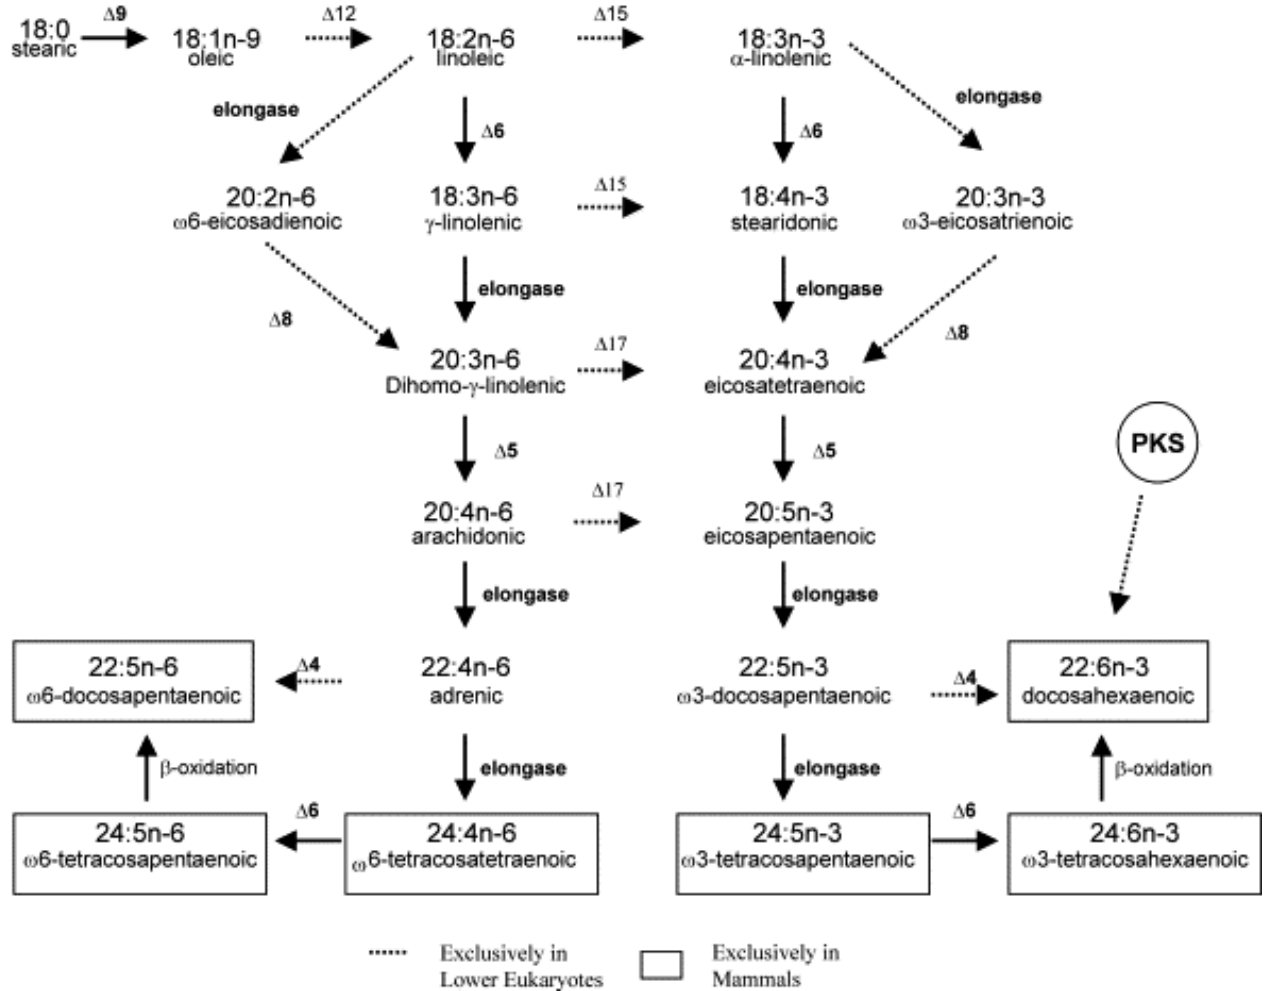 Δ9
Δ12
Δ15
18:0
stearic
18:1n-9
oleic
18:2n-6
linoleic
18:3n-3
α-linolenic
elongase
Δ6
Δ6
elongase
20:2n-6
ω6-eicosadienoic
18:3n-6
γ-linolenic
Δ15
18:4n-3
stearidonic
20:3n-3
ω3-eicosatrienoic
Δ8
elongase
elongase
Δ8
20:3n-6
Dihomo-γ-linolenic
Δ17
20:4n-3
eicosatetraenoic
Δ5
Δ5
PKS
20:4n-6
arachidonic
Δ17
20:5n-3
eicosapentaenoic
elongase
elongase
22:5n-6
ω6-docosapentaenoic
Δ4
22:4n-6
adrenic
22:5n-3
ω3-docosapentaenoic
Δ4
22:6n-3
docosahexaenoic
β-oxidation
elongase
elongase
β-oxidation
24:5n-6
ω6-tetracosapentaenoic
Δ6
24:4n-6
ω6-tetracosatetraenoic
24:5n-3
ω3-tetracosapentaenoic
Δ6
24:6n-3
ω3-tetracosahexaenoic
Exclusively in
Lower Eukaryotes
Exclusively in
Mammals